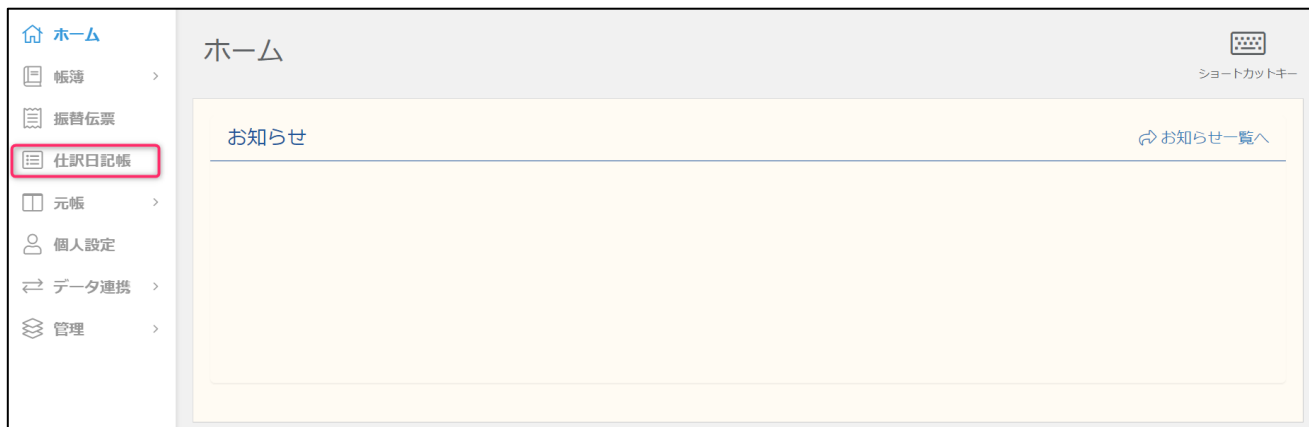 ホーム
帳簿
振替伝票
仕訳日記帳
元帳
個人設定
データ連携
管理
ホーム
ショートカットキー
お知らせ
お知らせ一覧へ